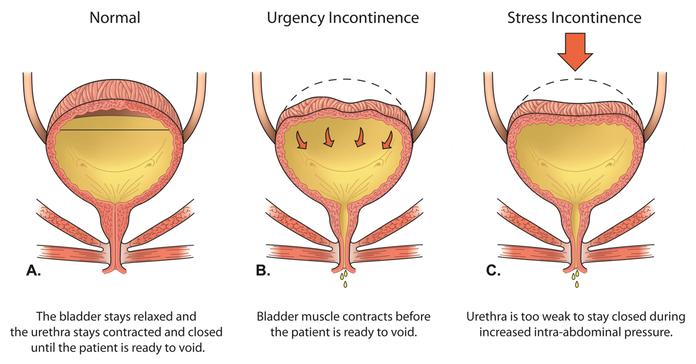 Normal
Urgency Incontinence
Stress Incontinence
A.
B.
C.
The bladder stays relaxed and
the urethra stays contracted and closed
until the patient is ready to void.
Bladder muscle contracts before
the patient is ready to void.
Urethra is too weak to stay closed during
increased intra-abdominal pressure.